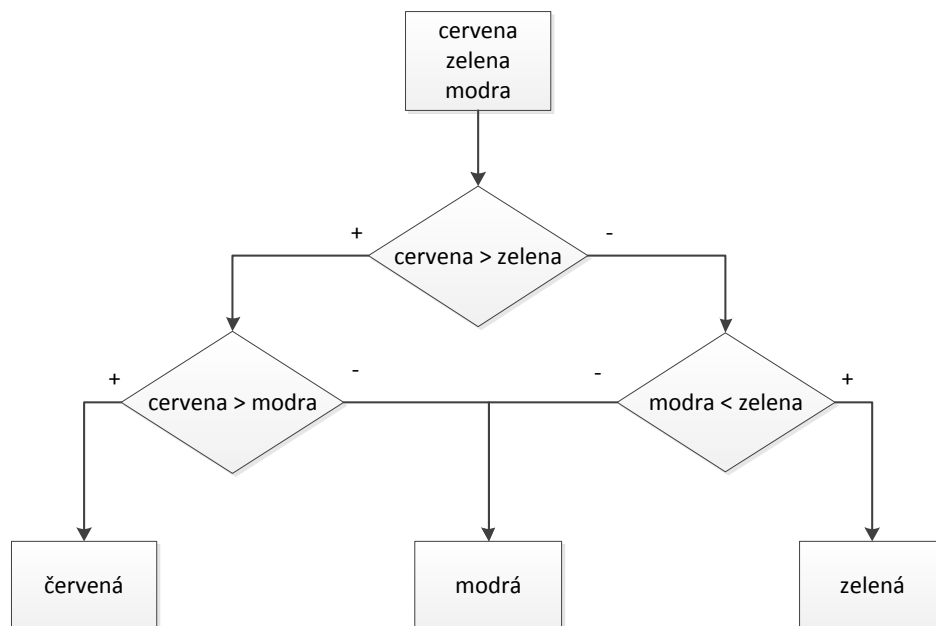 cervena
zelena
modra
+
-
cervena > zelena
+
-
-
+
cervena > modra
modra < zelena
červená
modrá
zelená